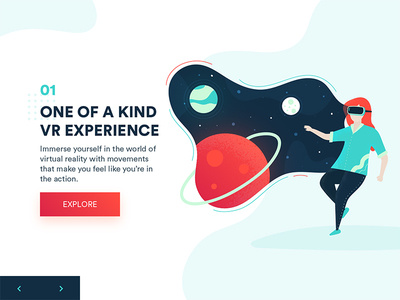 01
ONE OF A KIND
VR EXPERIENCE
Immerse yourself in the world of
virtual reality with movements
that make you feel like you're in
the action.
EXPLORE